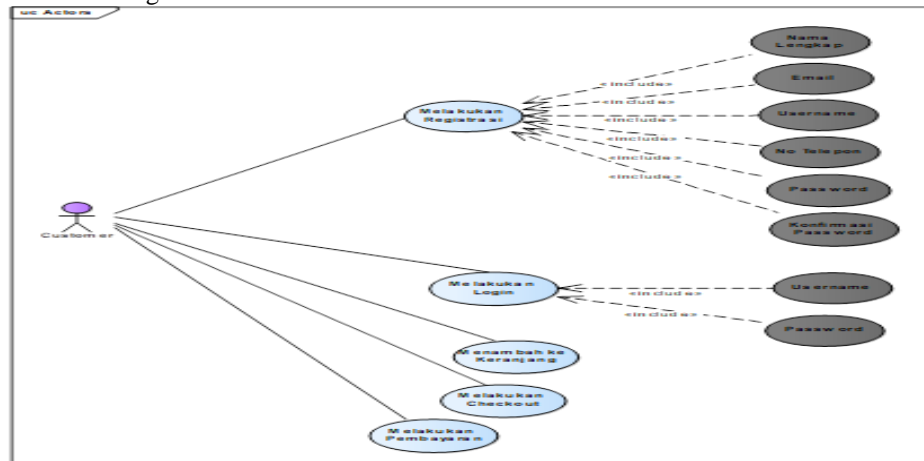 uc Actors
Nama
Lengkap
Email
Username
No Telepon
Password
Konfirmasi
Password
Melakukan
Registrasi
<include>
<include>
<include>
<include>
<include>
<include>
Customer
Melakukan
Login
<include>
<include>
Username
Password
Menambah ke
Keranjang
Melakukan
Checkout
Melakukan
Pembayaran